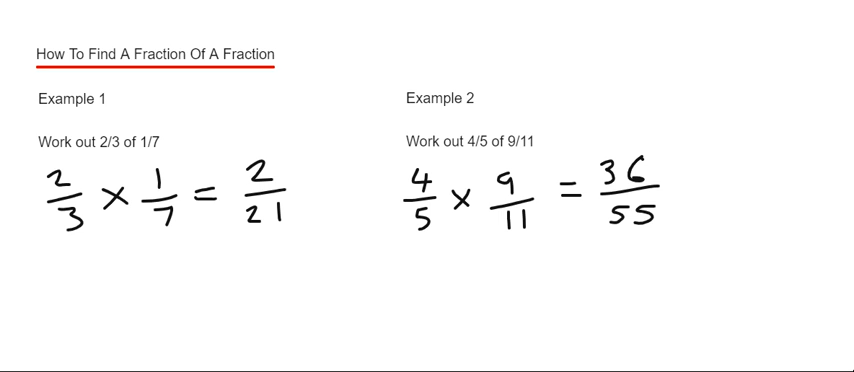 How To Find A Fraction Of A Fraction
Example 1
Work out 2/3 of 1/7
2/3 × 1/7 = 2/21
Example 2
Work out 4/5 of 9/11
4/5 × 9/11 = 36/55